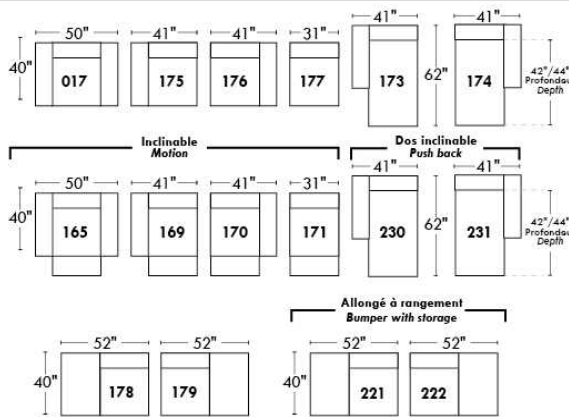 50" 41" 41" 31" 41" 41"
40" 017 175 176 177 173 62" 174 42"/44"
Profondeu
Depth
Inclinable
Motion
Dos inclinable
Push back
50" 41" 41" 31" 41" 41"
40" 165 169 170 171 230 62" 231 42"/44"
Profondeu
Depth
Allongé à rangement
Bumper with storage
52" 52" 52" 52"
40" 178 179 40" 221 222